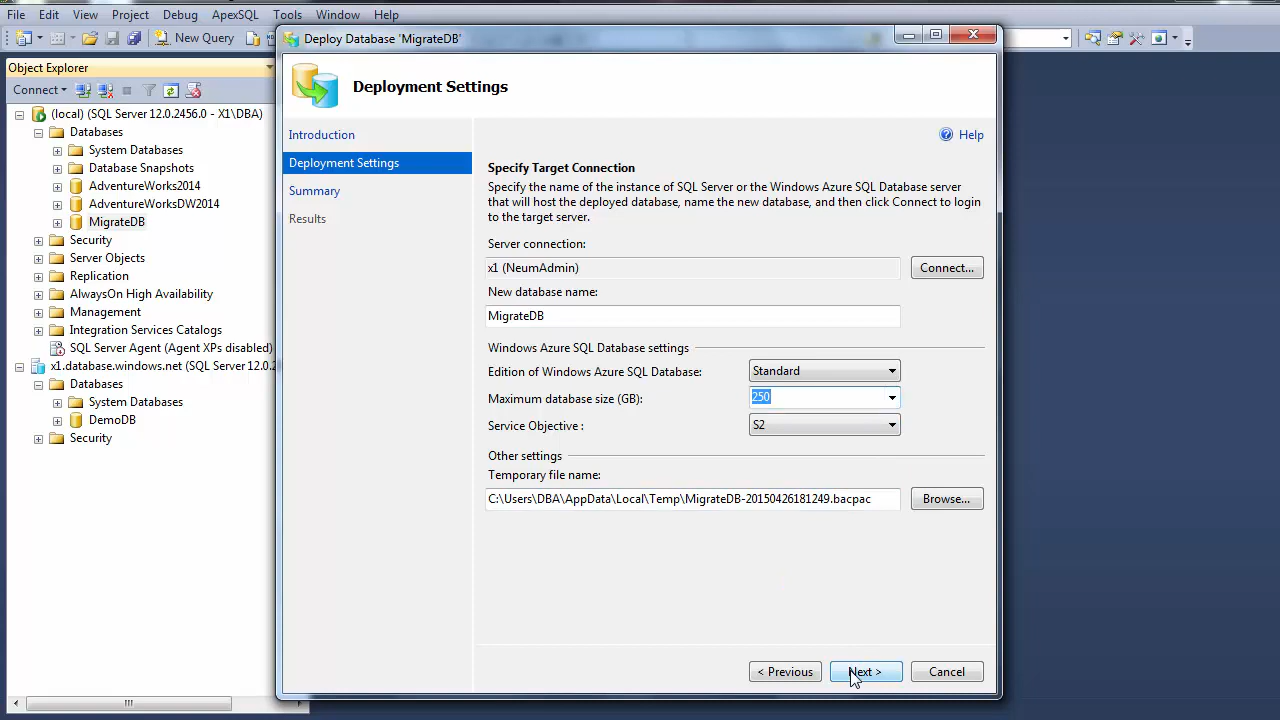 File Edit View Project Debug ApexSQL Tools Window Help
New Query
Object Explorer
Connect
(local) (SQL Server 12.0.2456.0 - X1\DBA)
Databases
System Databases
Database Snapshots
AdventureWorks2014
AdventureWorksDW2014
MigrateDB
Security
Server Objects
Replication
AlwaysOn High Availability
Management
Integration Services Catalogs
SQL Server Agent (Agent XPs disabled)
x1.database.windows.net (SQL Server 12.0.2
Databases
System Databases
DemoDB
Security
Deploy Database 'MigrateDB'
Deployment Settings
Introduction
Deployment Settings
Summary
Results
Help
Specify Target Connection
Specify the name of the instance of SQL Server or the Windows Azure SQL Database server
that will host the deployed database, name the new database, and then click Connect to login
to the target server.
Server connection:
x1 (NeumAdmin)
Connect...
New database name:
MigrateDB
Windows Azure SQL Database settings
Edition of Windows Azure SQL Database: Standard
Maximum database size (GB): 250
Service Objective : S2
Other settings
Temporary file name:
C:\Users\DBA\AppData\Local\Temp\MigrateDB-20150426181249.bacpac
Browse...
< Previous Next > Cancel